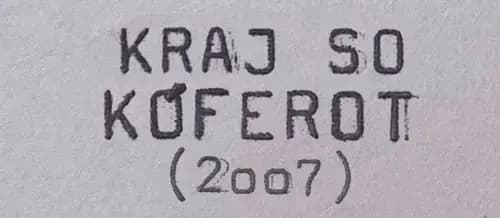 KRAJ SO
KÓFEROT
(2007)